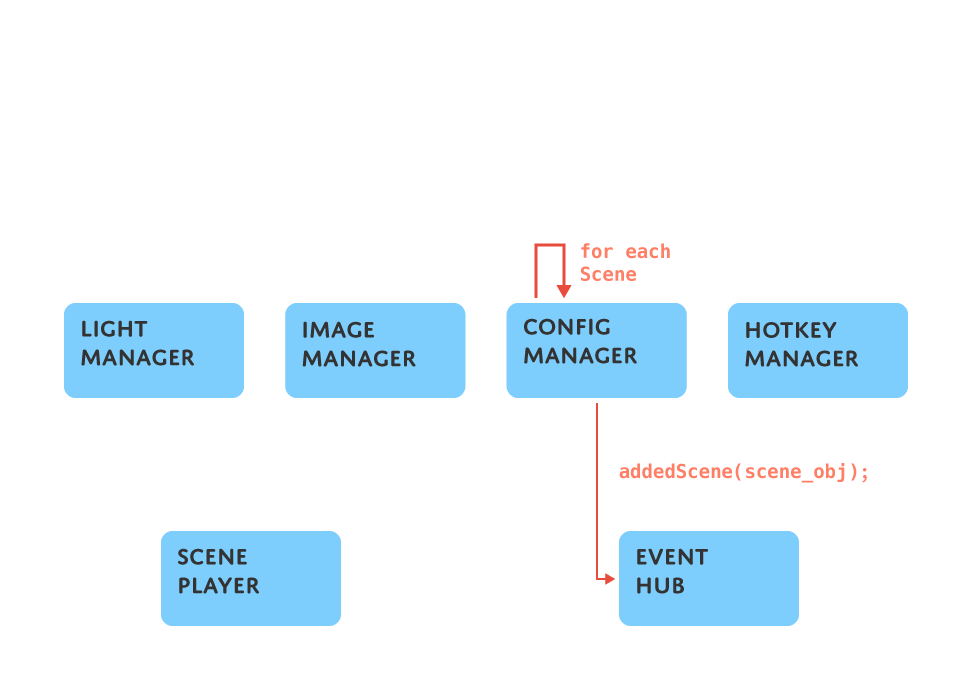 for each
Scene
LIGHT
MANAGER
IMAGE
MANAGER
CONFIG
MANAGER
HOTKEY
MANAGER
addedScene(scene_obj);
SCENE
PLAYER
EVENT
HUB